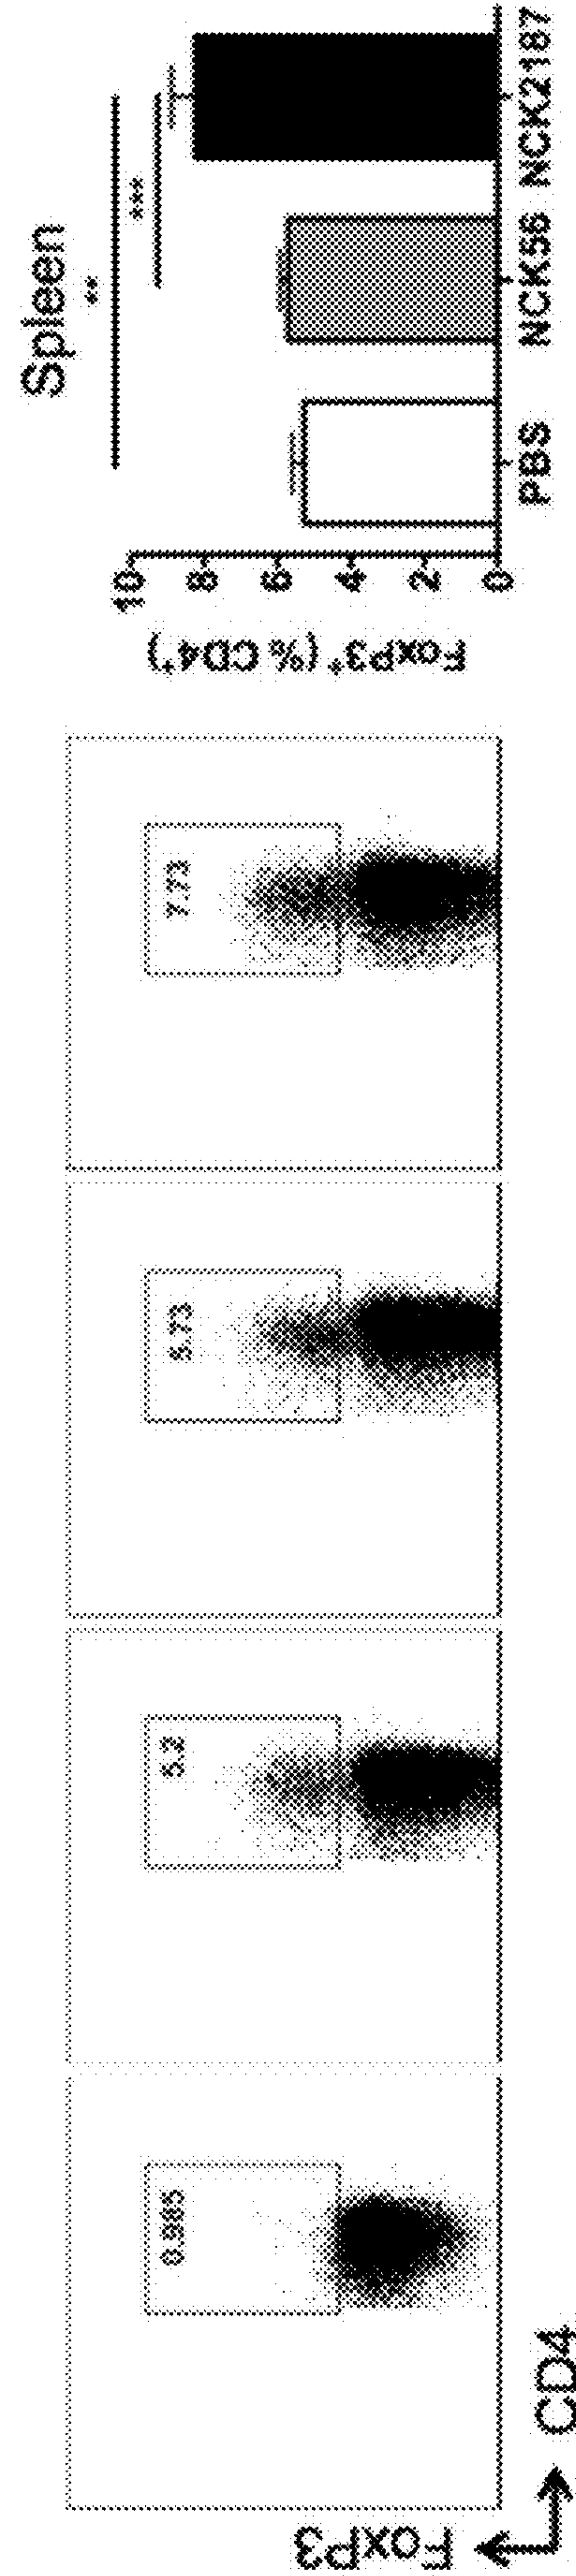 FoxP3
CD4
0.985
5.2
5.73
7.73
Spleen
**
***
FoxP3⁺ (% CD4⁺)
10
8
6
4
2
0
PBS
NCK56
NCK2187